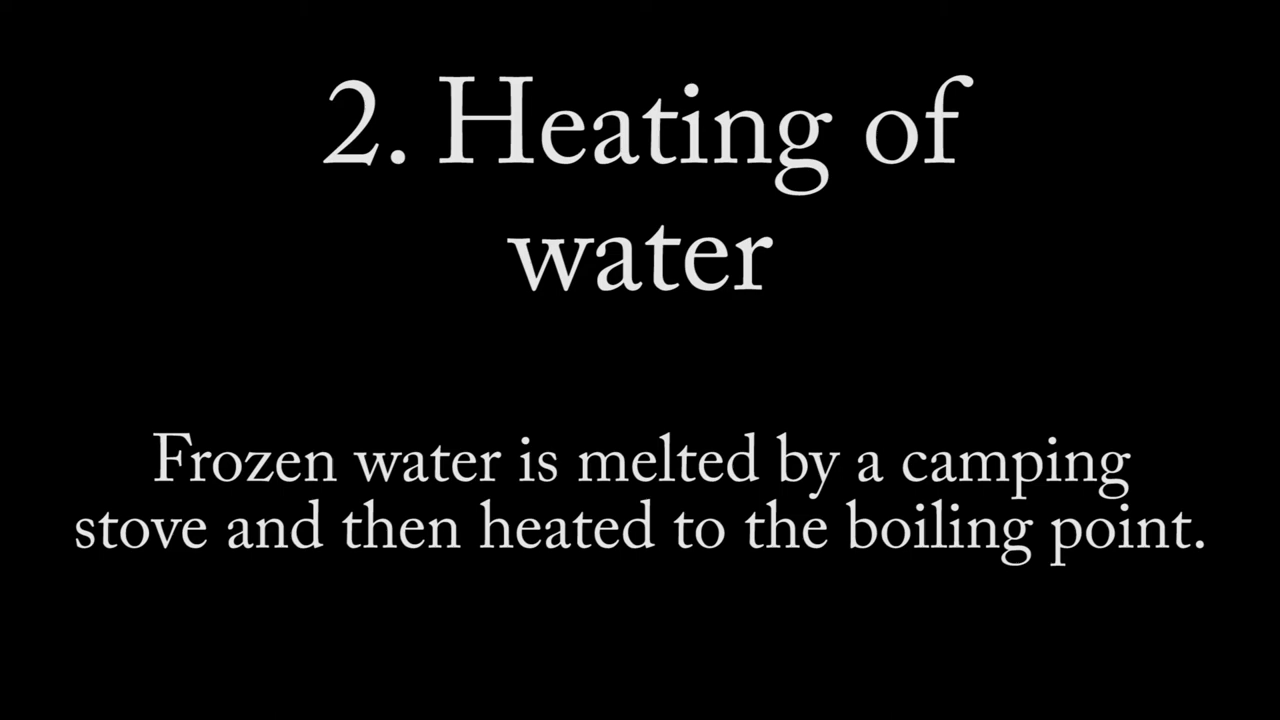 2. Heating of
water
Frozen water is melted by a camping
stove and then heated to the boiling point.